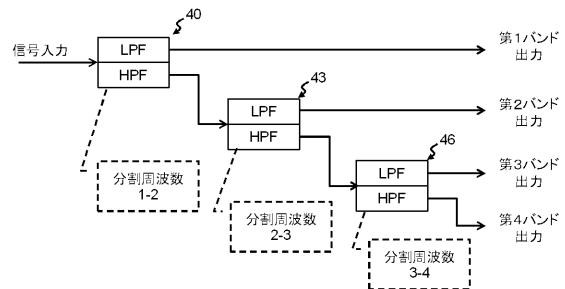 40
信号入力
LPF
HPF
第1バンド
出力
43
LPF
HPF
第2バンド
出力
分割周波数
1-2
46
LPF
HPF
第3バンド
出力
分割周波数
2-3
第4バンド
出力
分割周波数
3-4